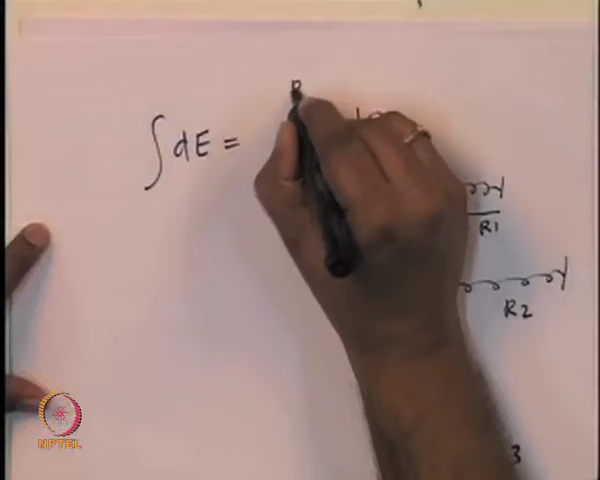 R
∫ dE =
R1
R2
3
NPTEL